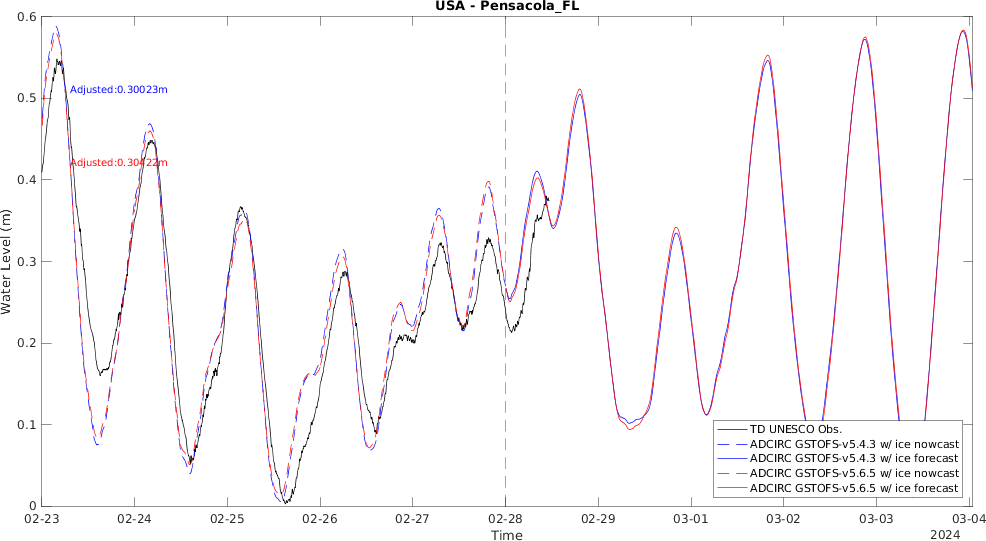 USA - Pensacola_FL
0.6
0.5
0.4
0.3
0.2
0.1
0
Water Level (m)
Adjusted:0.30023m
Adjusted:0.30422m
TD UNESCO Obs.
ADCIRC GSTOFS-v5.4.3 w/ ice nowcast
ADCIRC GSTOFS-v5.4.3 w/ ice forecast
ADCIRC GSTOFS-v5.6.5 w/ ice nowcast
ADCIRC GSTOFS-v5.6.5 w/ ice forecast
02-23 02-24 02-25 02-26 02-27 02-28 02-29 03-01 03-02 03-03 03-04
Time
2024